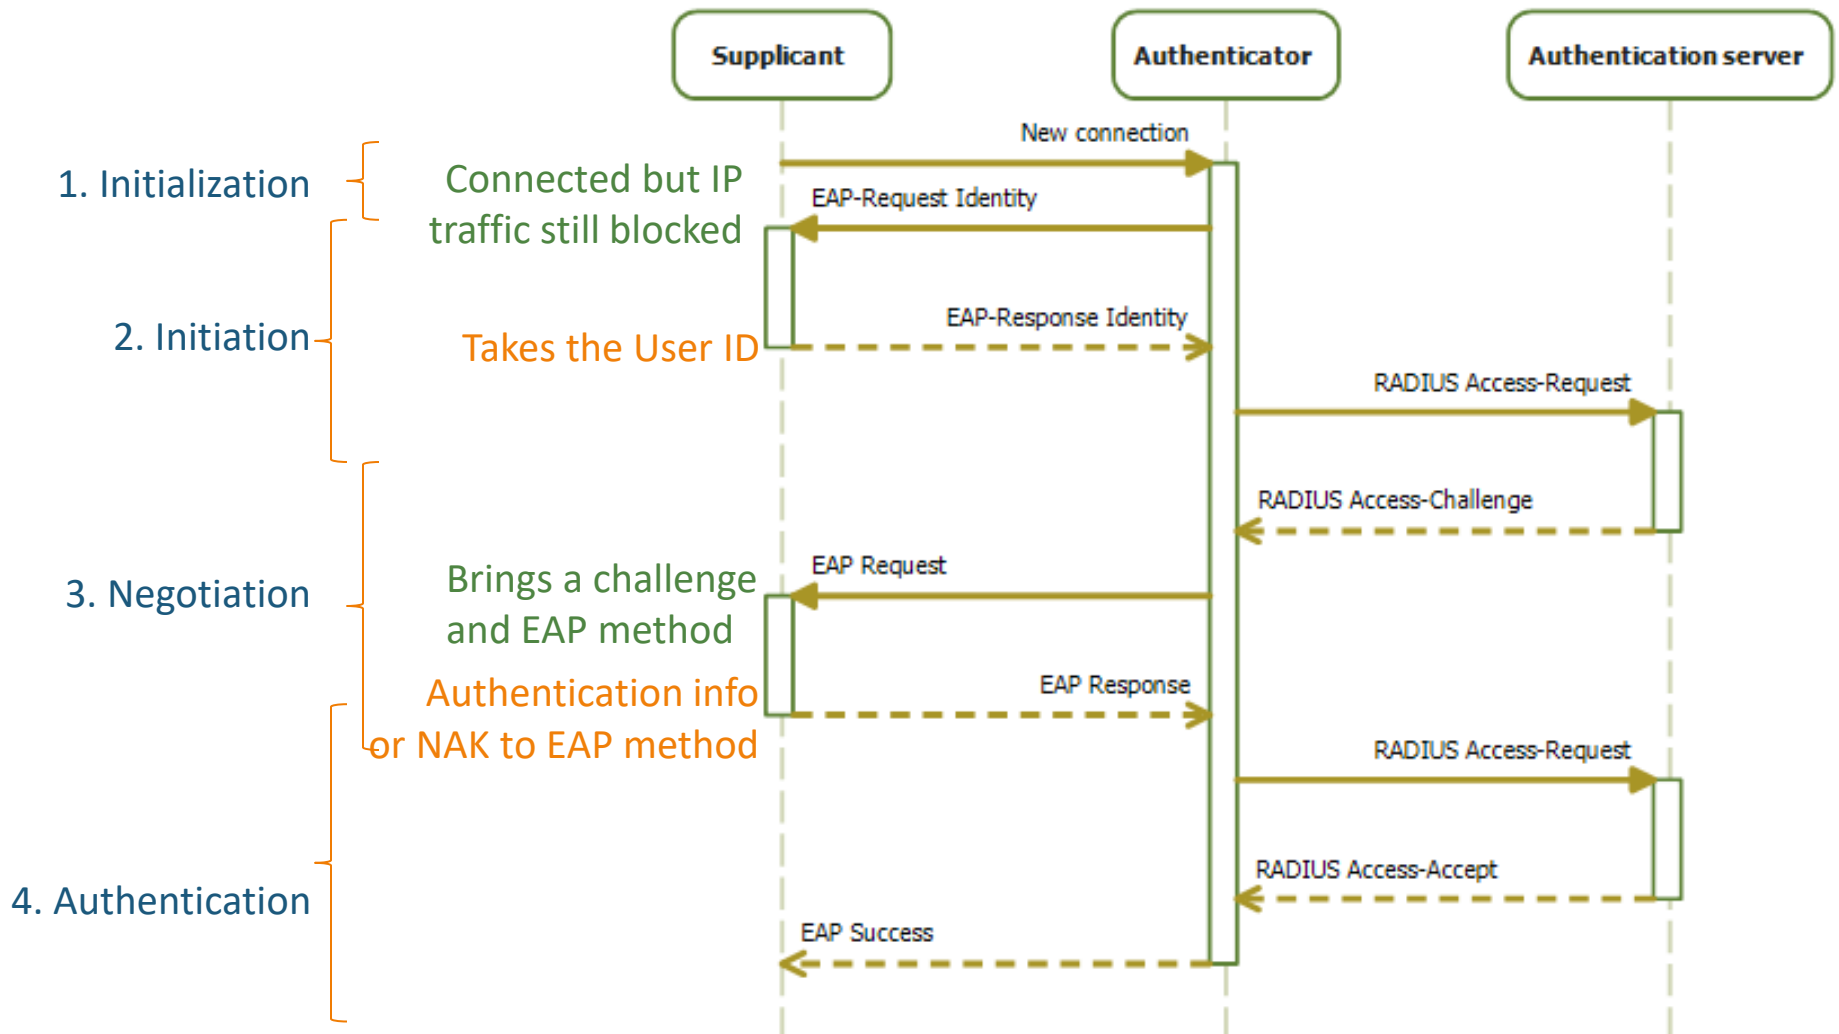 Supplicant
Authenticator
Authentication server
New connection
1. Initialization
Connected but IP
traffic still blocked
EAP-Request Identity
2. Initiation
Takes the User ID
EAP-Response Identity
RADIUS Access-Request
RADIUS Access-Challenge
3. Negotiation
Brings a challenge
and EAP method
EAP Request
Authentication info
or NAK to EAP method
EAP Response
RADIUS Access-Request
RADIUS Access-Accept
4. Authentication
EAP Success